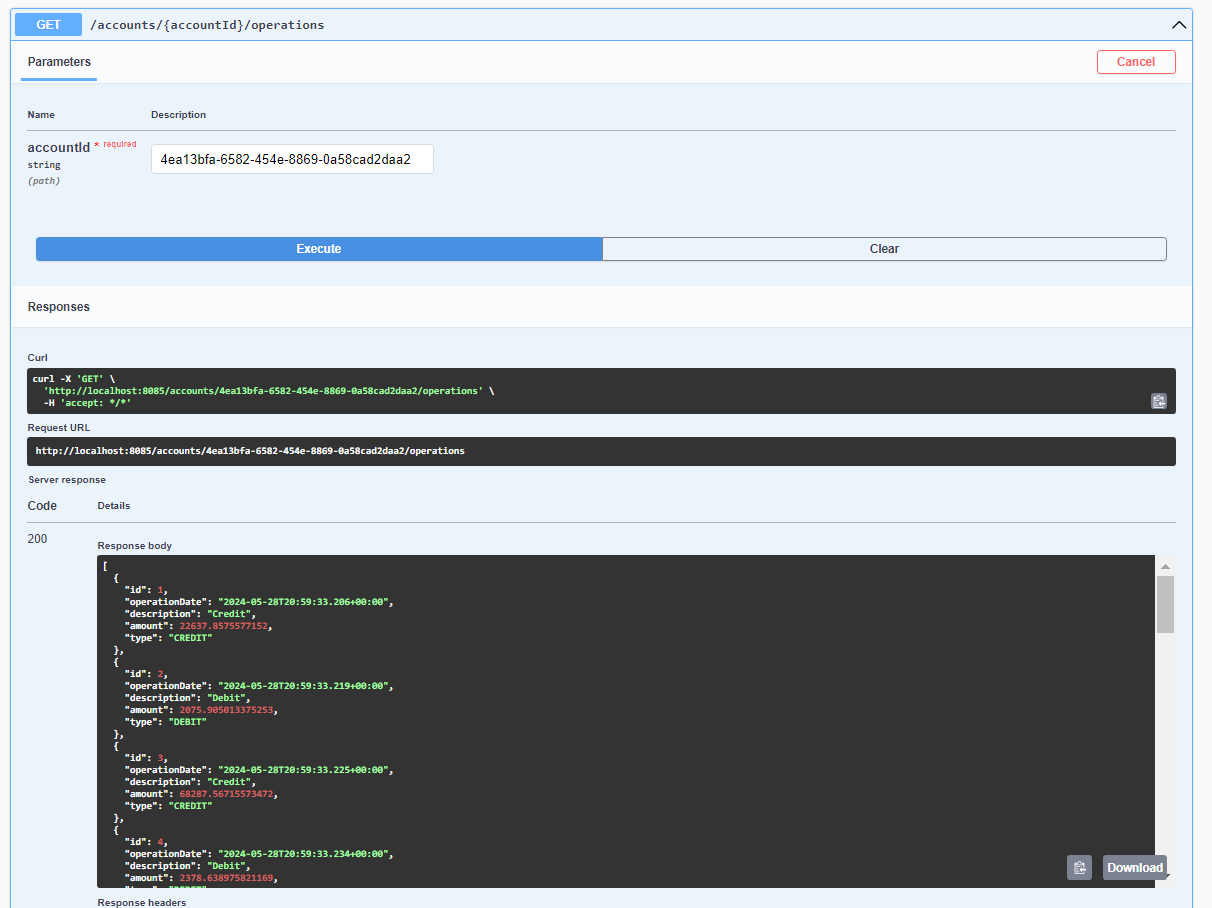 GET /accounts/{accountId}/operations
Parameters
Cancel
Name Description
accountId * required
string
(path)
4ea13bfa-6582-454e-8869-0a58cad2daa2
Execute Clear
Responses
Curl
curl -X 'GET' \
'http://localhost:8085/accounts/4ea13bfa-6582-454e-8869-0a58cad2daa2/operations' \
-H 'accept: */*'
Request URL
http://localhost:8085/accounts/4ea13bfa-6582-454e-8869-0a58cad2daa2/operations
Server response
Code Details
200
Response body
[
{
"id": 1,
"operationDate": "2024-05-28T20:59:33.206+00:00",
"description": "Credit",
"amount": 22637.8575577152,
"type": "CREDIT"
},
{
"id": 2,
"operationDate": "2024-05-28T20:59:33.219+00:00",
"description": "Debit",
"amount": 2075.905013375253,
"type": "DEBIT"
},
{
"id": 3,
"operationDate": "2024-05-28T20:59:33.225+00:00",
"description": "Credit",
"amount": 68287.56715573472,
"type": "CREDIT"
},
{
"id": 4,
"operationDate": "2024-05-28T20:59:33.234+00:00",
"description": "Debit",
"amount": 2378.638975821169,
Download
Response headers